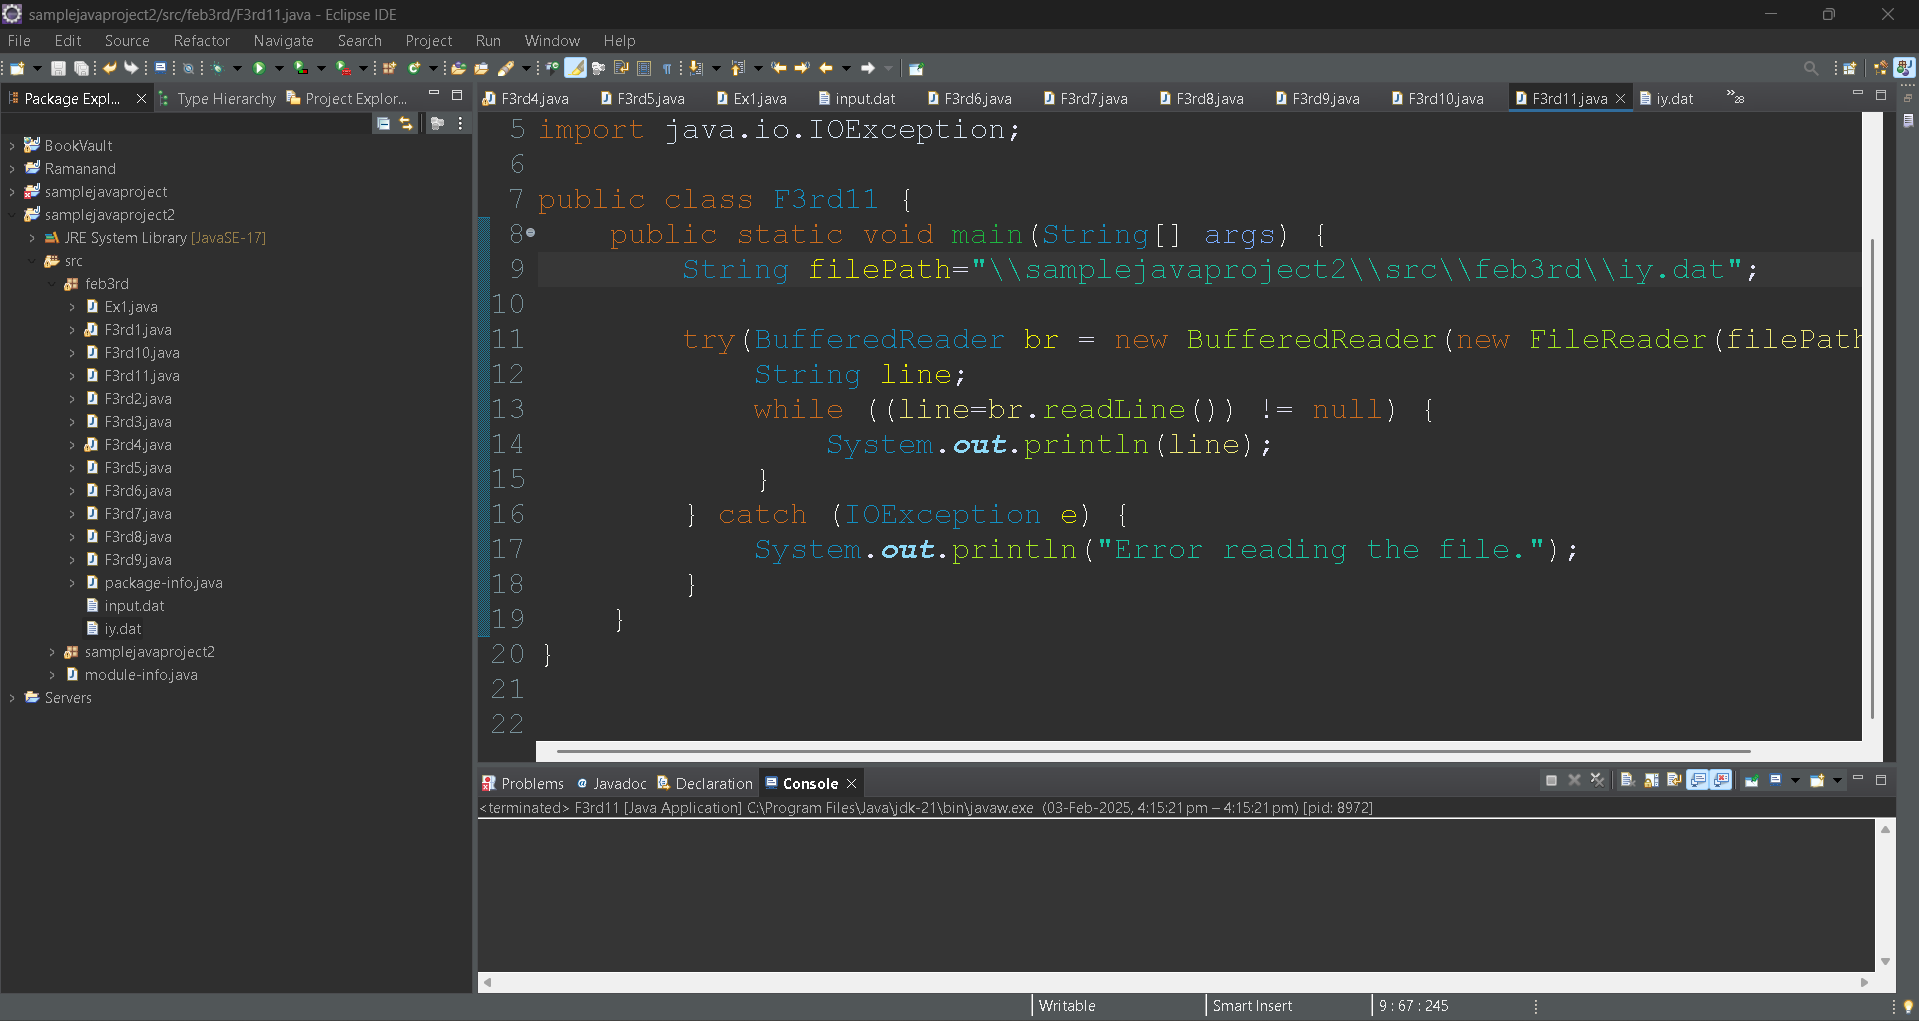 samplejavaproject2/src/feb3rd/F3rd11.java - Eclipse IDE
File Edit Source Refactor Navigate Search Project Run Window Help
Package Expl... Type Hierarchy Project Explor...
BookVault
Ramanand
samplejavaproject
samplejavaproject2
JRE System Library [JavaSE-17]
src
feb3rd
Ex1.java
F3rd1.java
F3rd10.java
F3rd11.java
F3rd2.java
F3rd3.java
F3rd4.java
F3rd5.java
F3rd6.java
F3rd7.java
F3rd8.java
F3rd9.java
package-info.java
input.dat
iy.dat
samplejavaproject2
module-info.java
Servers
F3rd4.java F3rd5.java Ex1.java input.dat F3rd6.java F3rd7.java F3rd8.java F3rd9.java F3rd10.java F3rd11.java iy.dat »28
5 import java.io.IOException;
6
7 public class F3rd11 {
8 public static void main(String[] args) {
9 String filePath="\\samplejavaproject2\\src\\feb3rd\\iy.dat";
10
11 try(BufferedReader br = new BufferedReader(new FileReader(filePath
12 String line;
13 while ((line=br.readLine()) != null) {
14 System.out.println(line);
15 }
16 } catch (IOException e) {
17 System.out.println("Error reading the file.");
18 }
19 }
20 }
21
22
Problems Javadoc Declaration Console
<terminated> F3rd11 [Java Application] C:\Program Files\Java\jdk-21\bin\javaw.exe (03-Feb-2025, 4:15:21 pm – 4:15:21 pm) [pid: 8972]
Writable Smart Insert 9 : 67 : 245